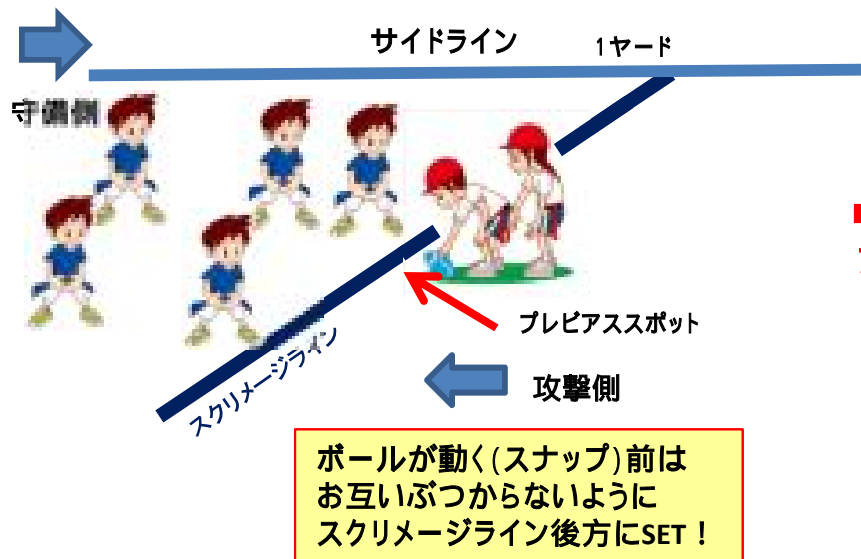 サイドライン
1ヤード
守備側
プレビアススポット
スクリメージライン
攻撃側
ボールが動く(スナップ)前は
お互いぶつからないように
スクリメージライン後方にSET！